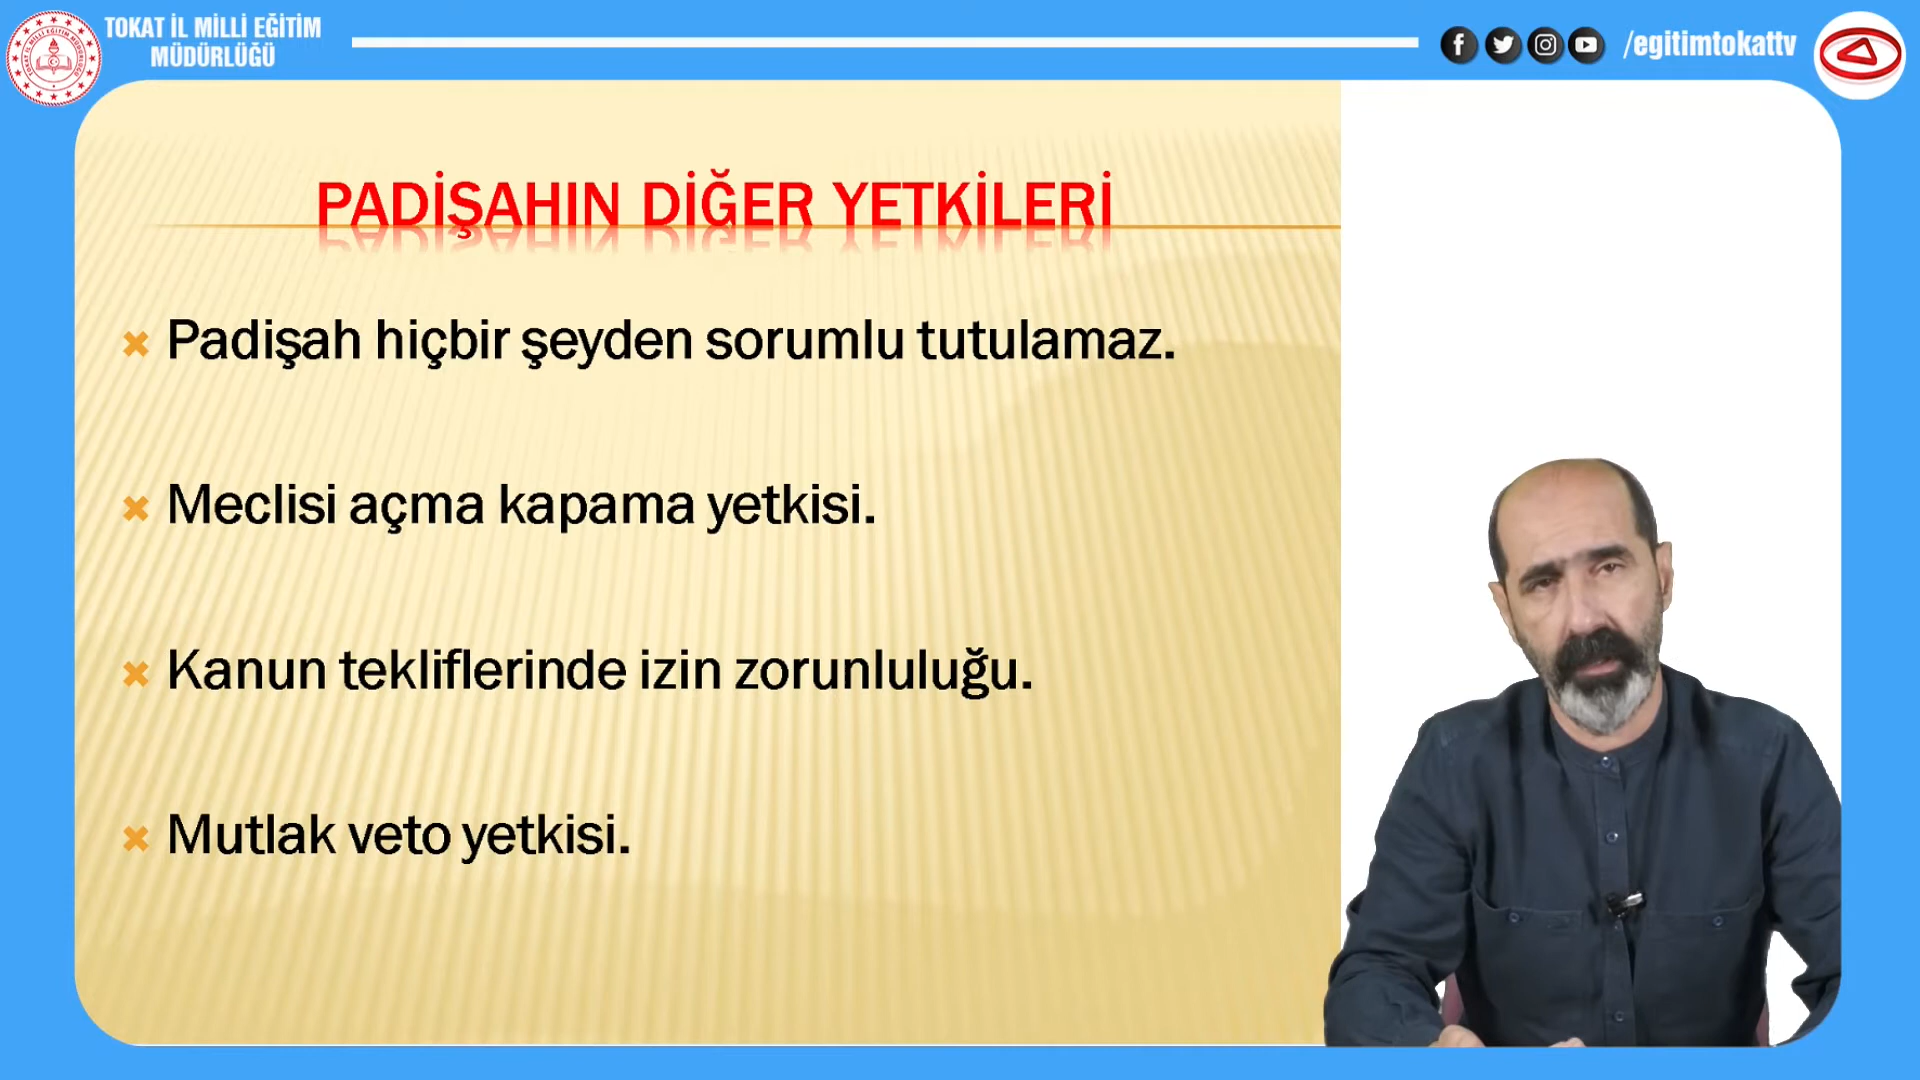 TOKAT İL MİLLİ EĞİTİM
MÜDÜRLÜĞÜ
/egitimtokattv
PADİŞAHIN DİĞER YETKİLERİ
Padişah hiçbir şeyden sorumlu tutulamaz.
Meclisi açma kapama yetkisi.
Kanun tekliflerinde izin zorunluluğu.
Mutlak veto yetkisi.